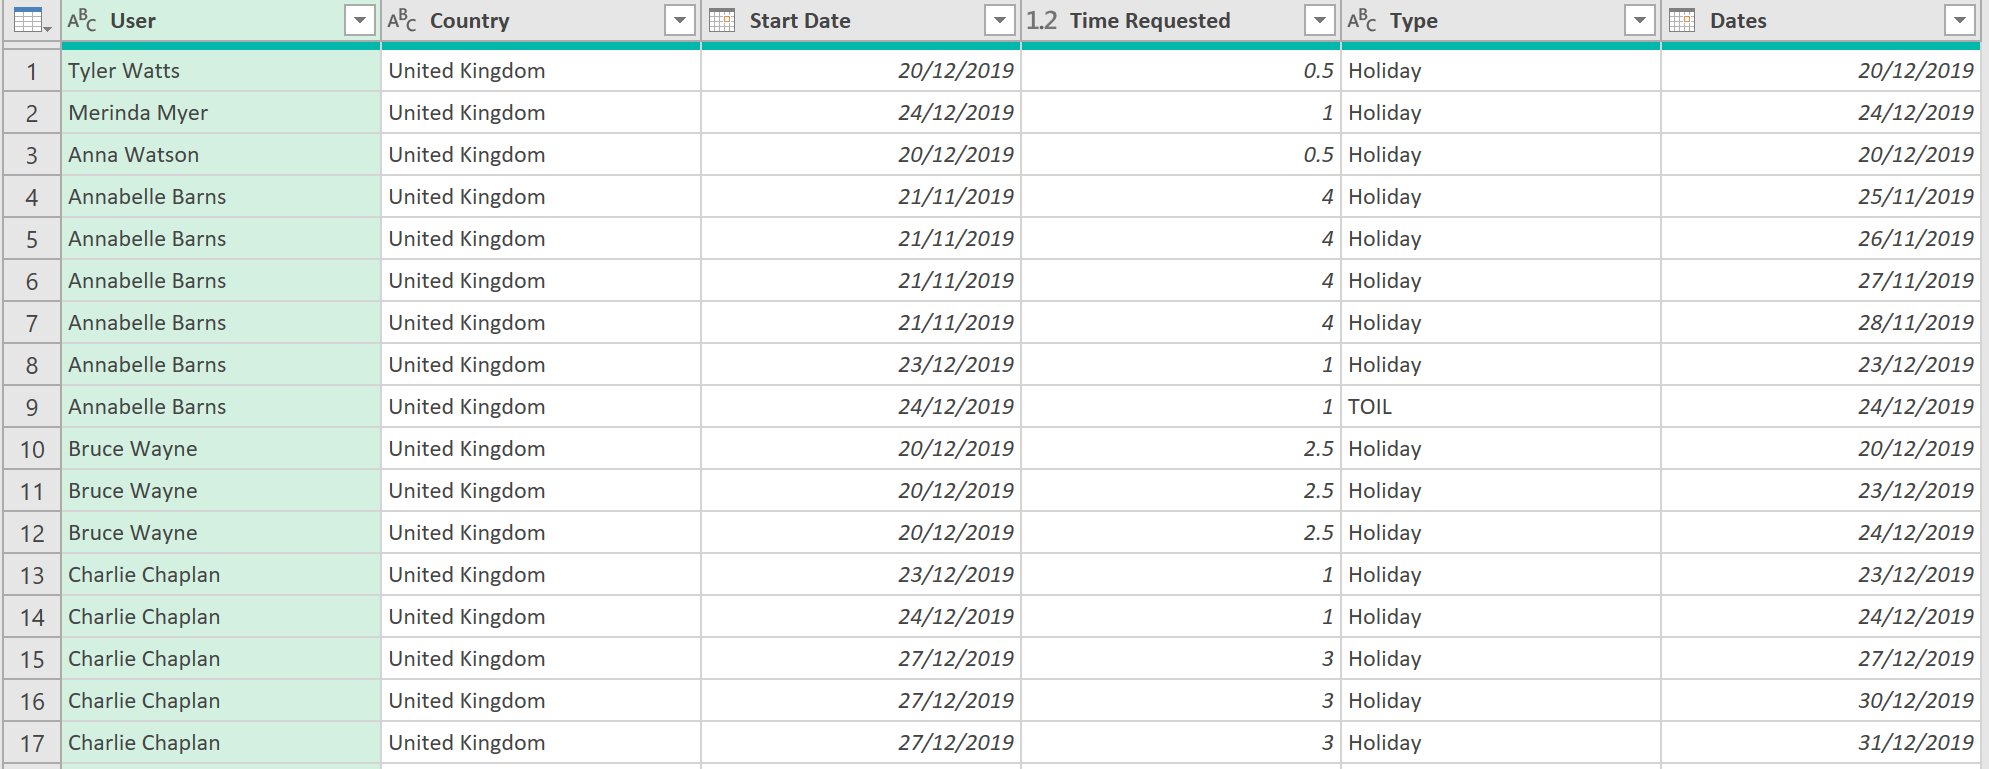 ABC User ABC Country Start Date 1.2 Time Requested ABC Type Dates
1 Tyler Watts United Kingdom 20/12/2019 0.5 Holiday 20/12/2019
2 Merinda Myer United Kingdom 24/12/2019 1 Holiday 24/12/2019
3 Anna Watson United Kingdom 20/12/2019 0.5 Holiday 20/12/2019
4 Annabelle Barns United Kingdom 21/11/2019 4 Holiday 25/11/2019
5 Annabelle Barns United Kingdom 21/11/2019 4 Holiday 26/11/2019
6 Annabelle Barns United Kingdom 21/11/2019 4 Holiday 27/11/2019
7 Annabelle Barns United Kingdom 21/11/2019 4 Holiday 28/11/2019
8 Annabelle Barns United Kingdom 23/12/2019 1 Holiday 23/12/2019
9 Annabelle Barns United Kingdom 24/12/2019 1 TOIL 24/12/2019
10 Bruce Wayne United Kingdom 20/12/2019 2.5 Holiday 20/12/2019
11 Bruce Wayne United Kingdom 20/12/2019 2.5 Holiday 23/12/2019
12 Bruce Wayne United Kingdom 20/12/2019 2.5 Holiday 24/12/2019
13 Charlie Chaplan United Kingdom 23/12/2019 1 Holiday 23/12/2019
14 Charlie Chaplan United Kingdom 24/12/2019 1 Holiday 24/12/2019
15 Charlie Chaplan United Kingdom 27/12/2019 3 Holiday 27/12/2019
16 Charlie Chaplan United Kingdom 27/12/2019 3 Holiday 30/12/2019
17 Charlie Chaplan United Kingdom 27/12/2019 3 Holiday 31/12/2019